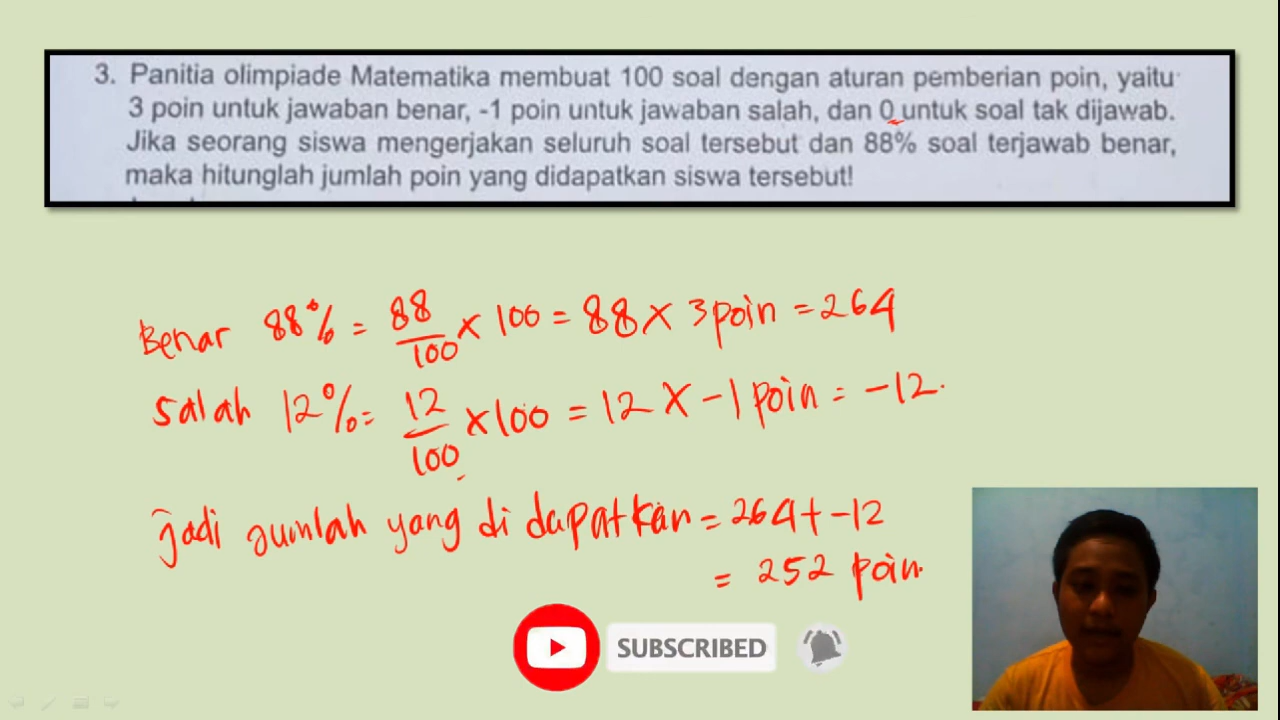 3. Panitia olimpiade Matematika membuat 100 soal dengan aturan pemberian poin, yaitu
3 poin untuk jawaban benar, -1 poin untuk jawaban salah, dan 0 untuk soal tak dijawab.
Jika seorang siswa mengerjakan seluruh soal tersebut dan 88% soal terjawab benar,
maka hitunglah jumlah poin yang didapatkan siswa tersebut!
Benar 88% = 88/100 × 100 = 88 × 3 poin = 264
Salah 12% = 12/100 × 100 = 12 × -1 poin = -12.
Jadi Jumlah yang di dapatkan = 264 + -12
= 252 poin.
SUBSCRIBED